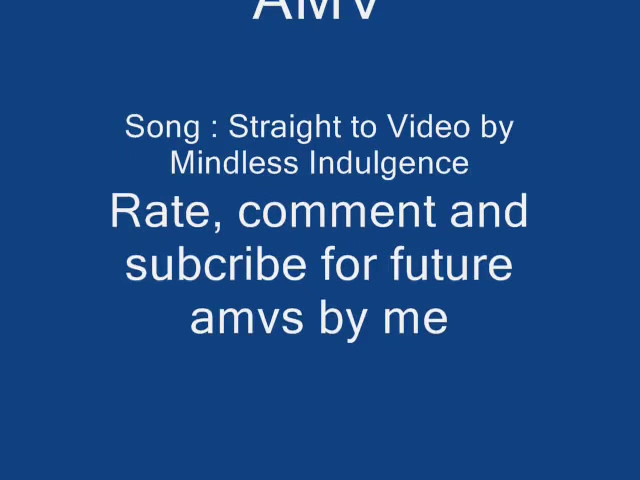 AMV
Song : Straight to Video by
Mindless Indulgence
Rate, comment and
subcribe for future
amvs by me